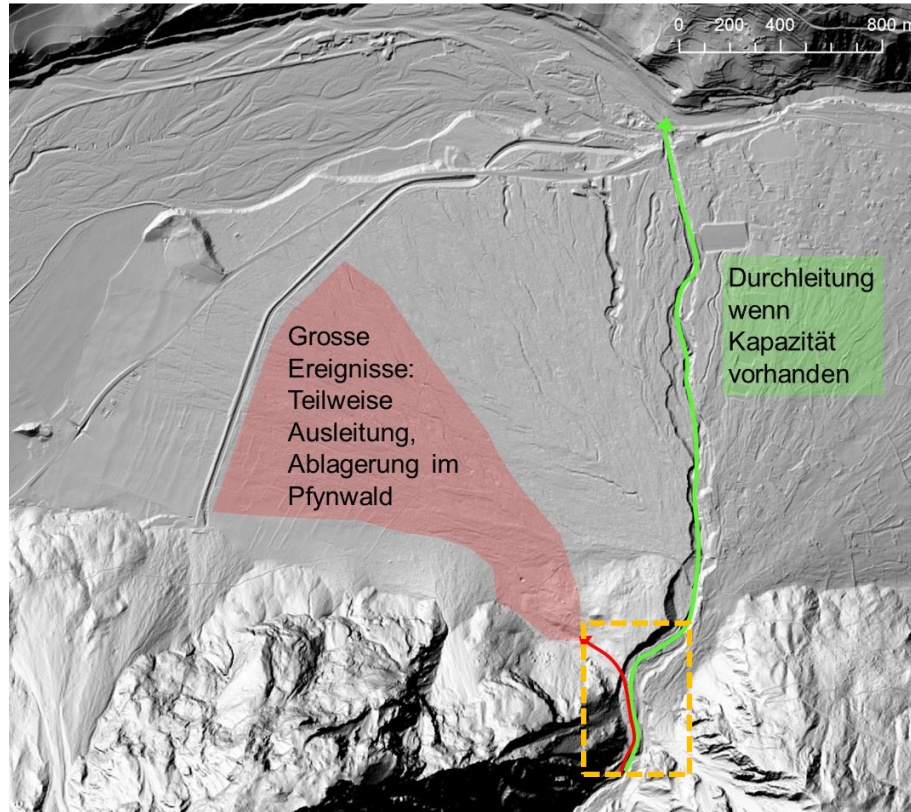 0 200 400 800 m
Durchleitung
wenn
Kapazität
vorhanden
Grosse
Ereignisse:
Teilweise
Ausleitung,
Ablagerung im
Pfynwald